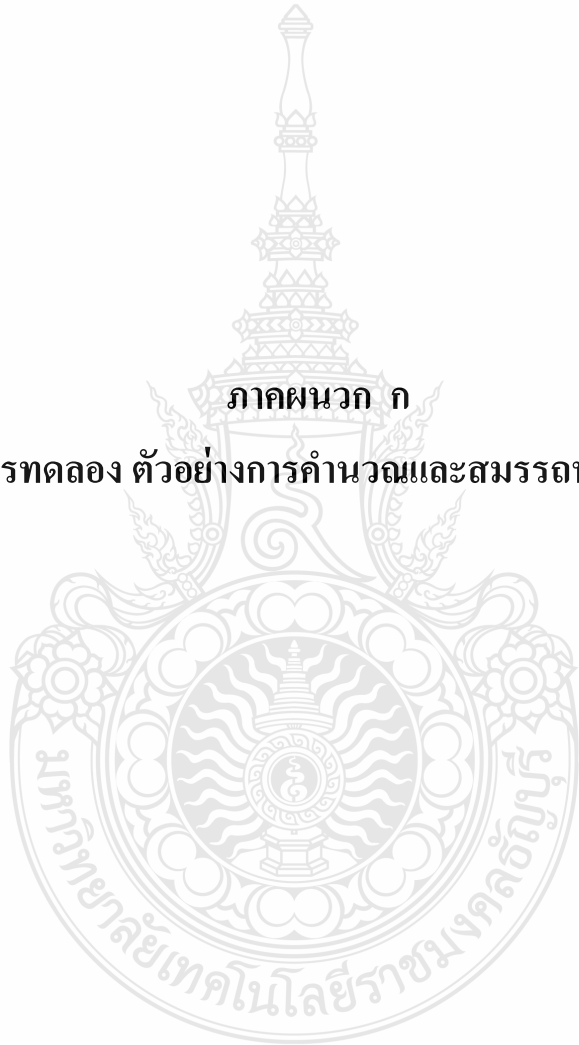 ภาคผนวก ก
รทดลอง ตัวอย่างการคำนวณและสมรรถ
มหาวิทยาลัยเทคโนโลยีราชมงคลธัญบุรี